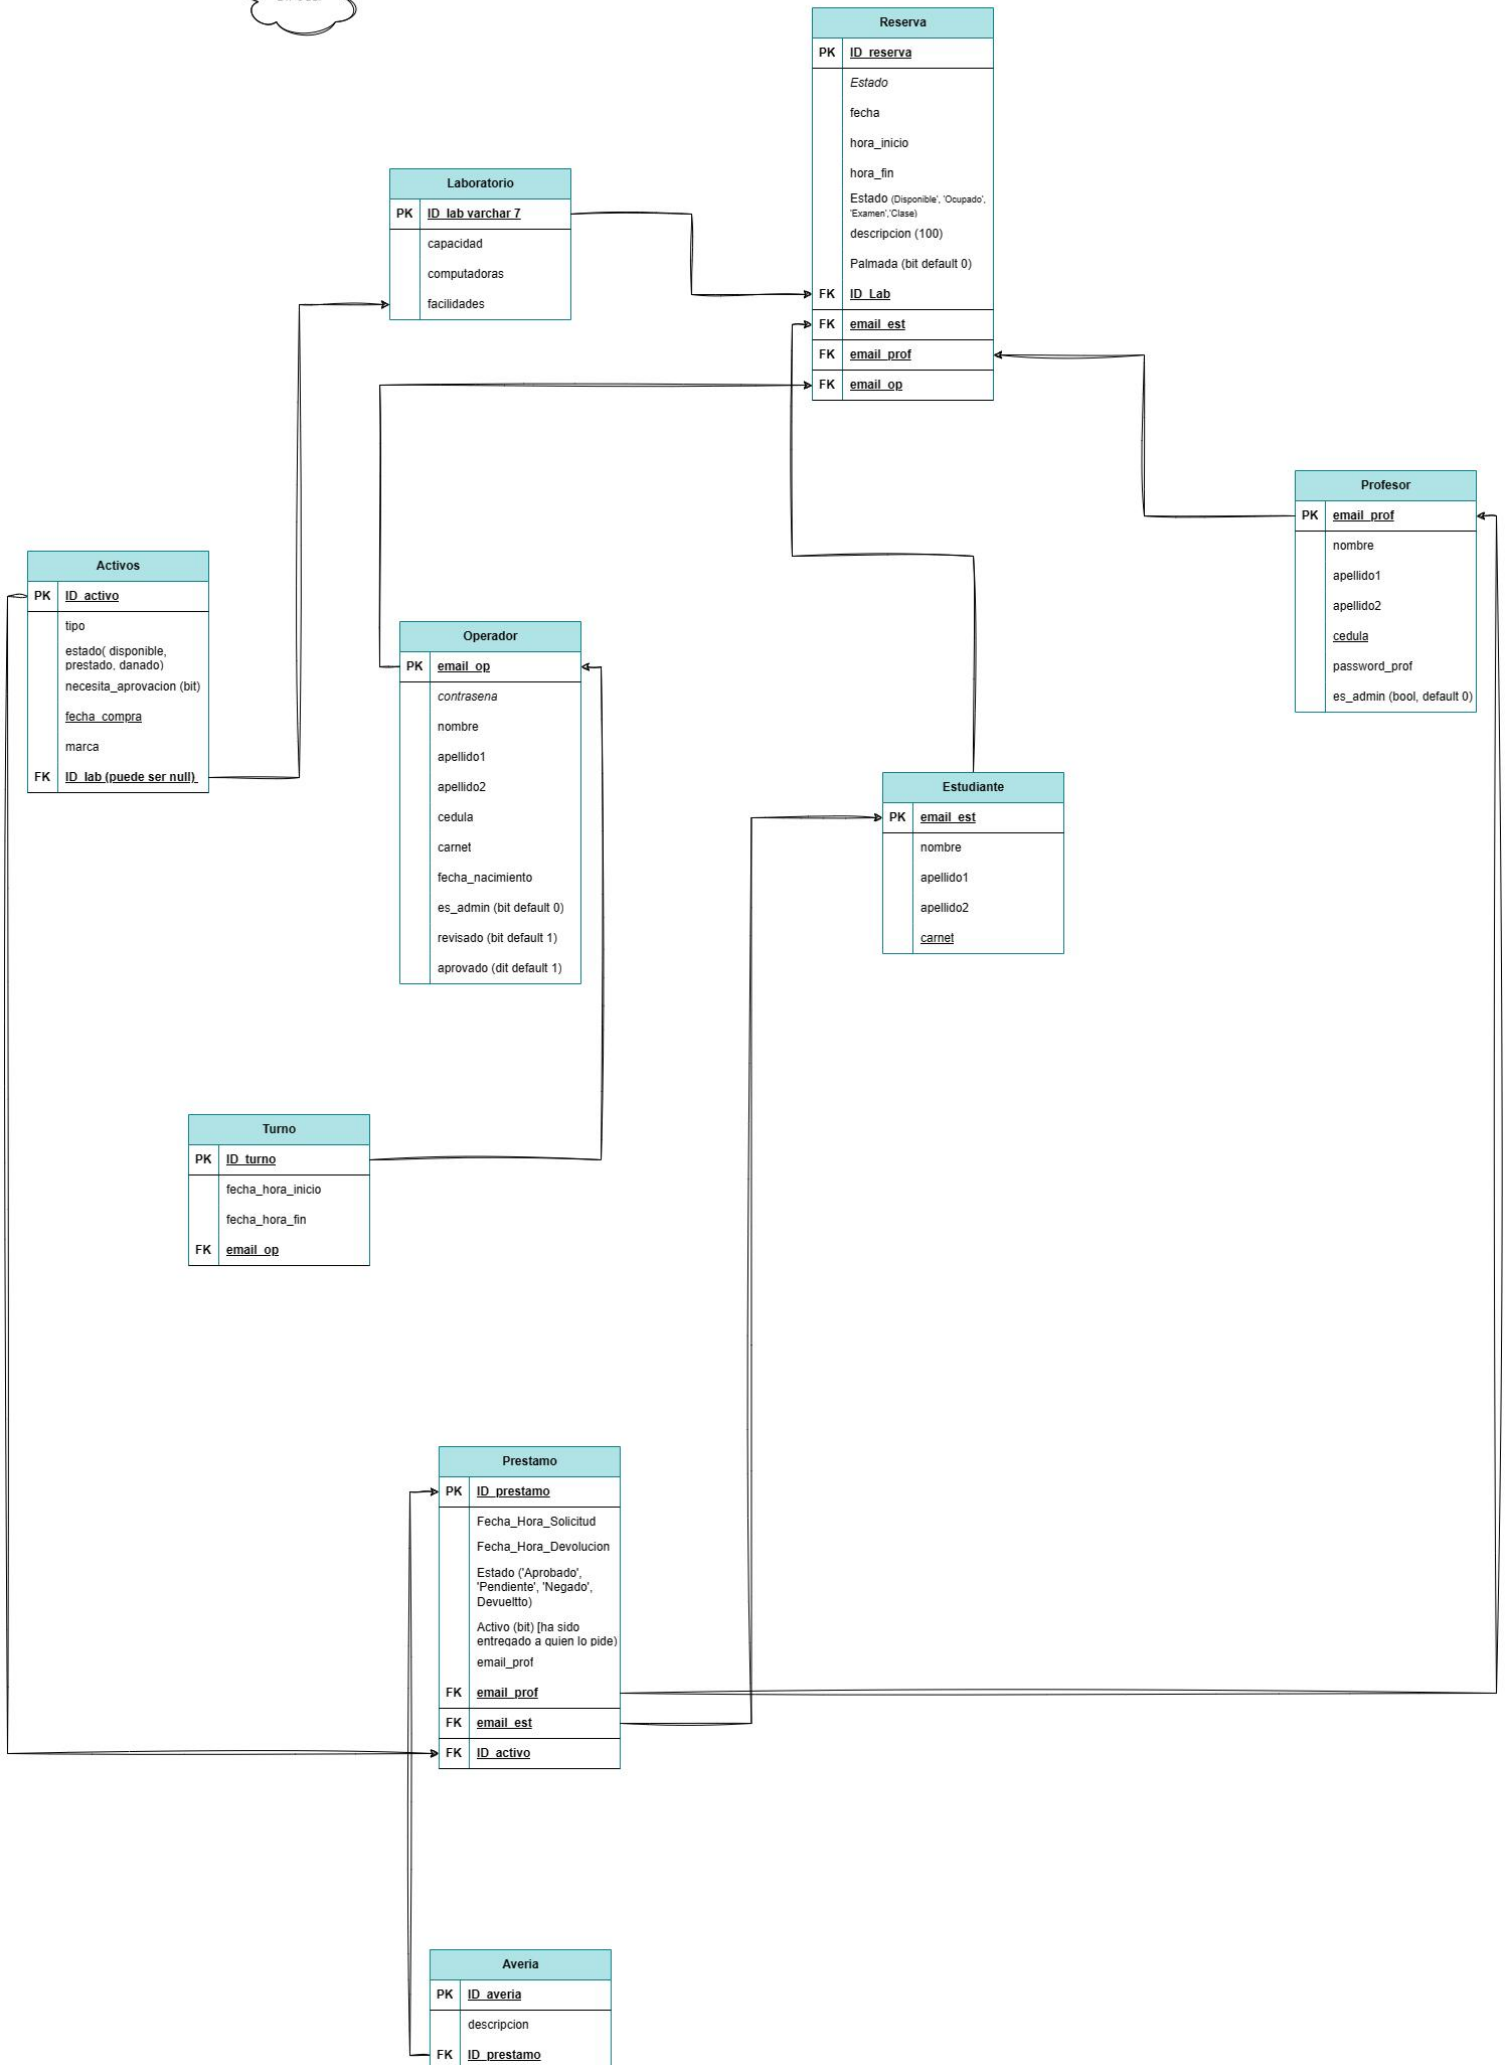 Reserva
PK ID_reserva
Estado
fecha
hora_inicio
hora_fin
Estado (Disponible', 'Ocupado',
'Examen','Clase)
descripcion (100)
Palmada (bit default 0)
FK ID_Lab
FK email_est
FK email_prof
FK email_op
Laboratorio
PK ID_lab varchar 7
capacidad
computadoras
facilidades
Profesor
PK email_prof
nombre
apellido1
apellido2
cedula
password_prof
es_admin (bool, default 0)
Activos
PK ID_activo
tipo
estado( disponible,
prestado, danado)
necesita_aprovacion (bit)
fecha_compra
marca
FK ID_lab (puede ser null)
Operador
PK email_op
contrasena
nombre
apellido1
apellido2
cedula
carnet
fecha_nacimiento
es_admin (bit default 0)
revisado (bit default 1)
aprovado (dit default 1)
Estudiante
PK email_est
nombre
apellido1
apellido2
carnet
Turno
PK ID_turno
fecha_hora_inicio
fecha_hora_fin
FK email_op
Prestamo
PK ID_prestamo
Fecha_Hora_Solicitud
Fecha_Hora_Devolucion
Estado ('Aprobado',
'Pendiente', 'Negado',
Devueltto)
Activo (bit) [ha sido
entregado a quien lo pide)
email_prof
FK email_prof
FK email_est
FK ID_activo
Averia
PK ID_averia
descripcion
FK ID_prestamo